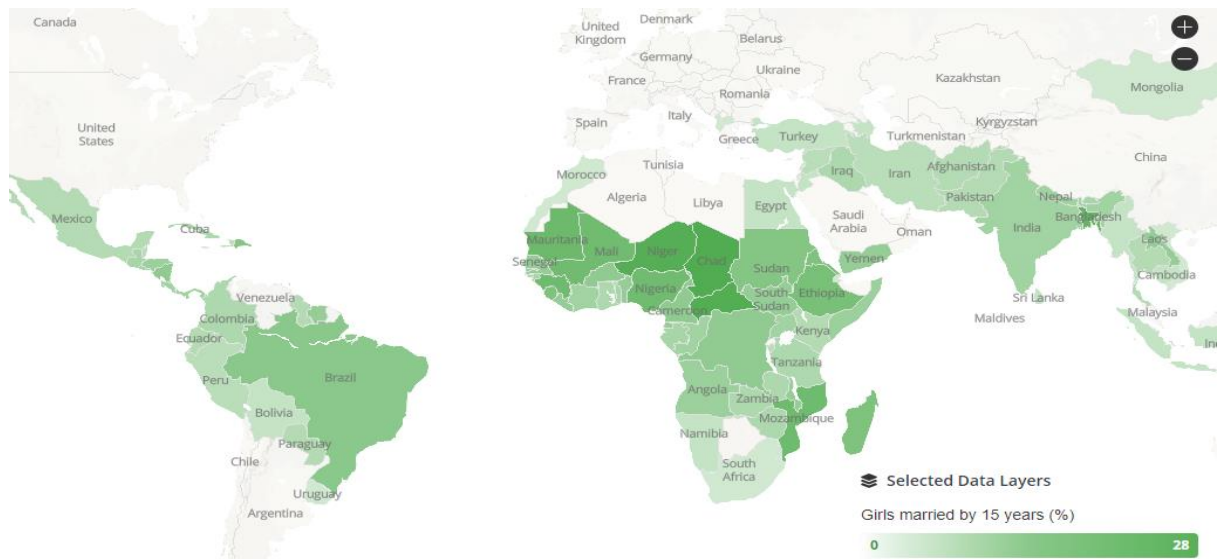 Canada
United
Kingdom
Denmark
Belarus
Germany
Ukraine
Kazakhstan
Mongolia
France
Romania
United
States
Spain
Italy
Greece
Turkey
Turkmenistan
Kyrgyzstan
China
Tunisia
Morocco
Algeria
Libya
Egypt
Iraq
Iran
Afghanistan
Pakistan
Nepal
Bangladesh
India
Saudi
Arabia
Oman
Yemen
Laos
Cambodia
Sri Lanka
Maldives
Malaysia
Ind
Mexico
Cuba
Mauritania
Mali
Niger
Chad
Sudan
Senegal
Nigeria
Ethiopia
South
Sudan
Cameroon
Kenya
Tanzania
Venezuela
Colombia
Ecuador
Peru
Brazil
Bolivia
Paraguay
Chile
Uruguay
Argentina
Angola
Zambia
Mozambique
Namibia
South
Africa
Selected Data Layers
Girls married by 15 years (%)
0 28